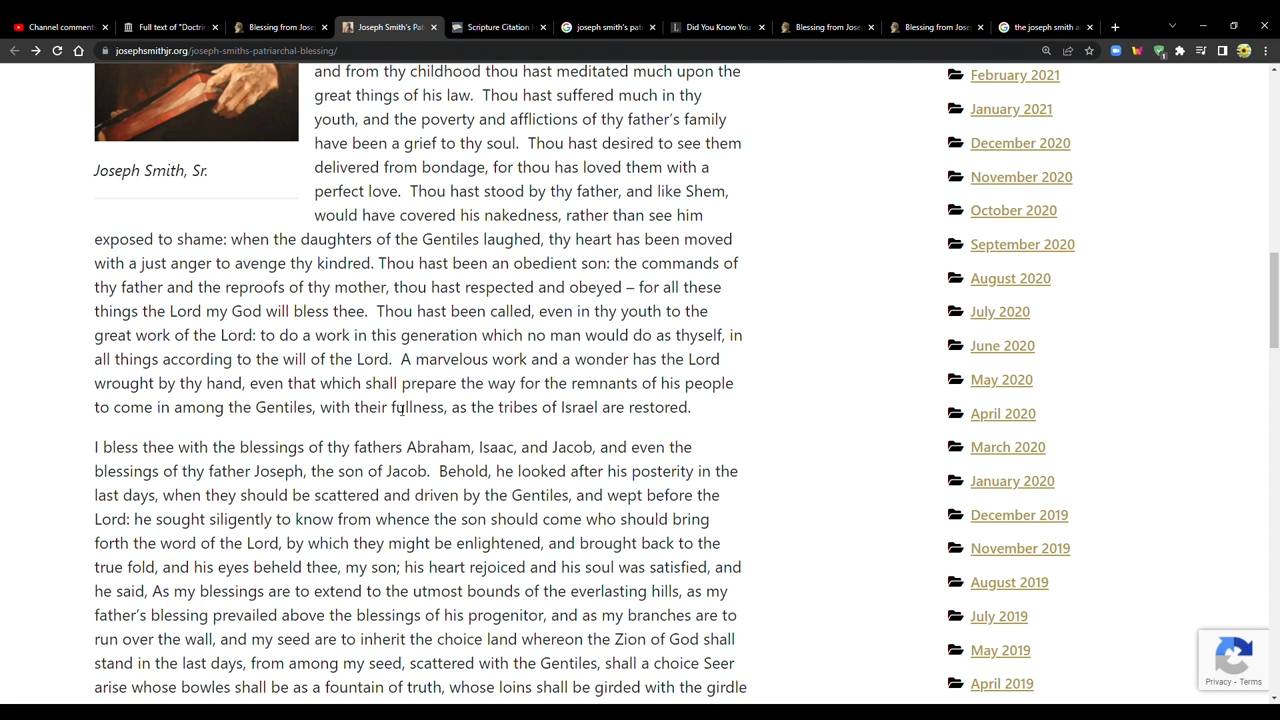 Channel comment:
Full text of "Doctri
Blessing from Jose
Joseph Smith's Pat
Scripture Citation I
joseph smith's pat
Did You Know You
Blessing from Jose
Blessing from Jose
the joseph smith a
josephsmithjr.org/joseph-smiths-patriarchal-blessing/
and from thy childhood thou hast meditated much upon the
great things of his law. Thou hast suffered much in thy
youth, and the poverty and afflictions of thy father's family
have been a grief to thy soul. Thou hast desired to see them
delivered from bondage, for thou has loved them with a
perfect love. Thou hast stood by thy father, and like Shem,
would have covered his nakedness, rather than see him
Joseph Smith, Sr.
exposed to shame: when the daughters of the Gentiles laughed, thy heart has been moved
with a just anger to avenge thy kindred. Thou hast been an obedient son: the commands of
thy father and the reproofs of thy mother, thou hast respected and obeyed – for all these
things the Lord my God will bless thee. Thou hast been called, even in thy youth to the
great work of the Lord: to do a work in this generation which no man would do as thyself, in
all things according to the will of the Lord. A marvelous work and a wonder has the Lord
wrought by thy hand, even that which shall prepare the way for the remnants of his people
to come in among the Gentiles, with their fullness, as the tribes of Israel are restored.
I bless thee with the blessings of thy fathers Abraham, Isaac, and Jacob, and even the
blessings of thy father Joseph, the son of Jacob. Behold, he looked after his posterity in the
last days, when they should be scattered and driven by the Gentiles, and wept before the
Lord: he sought siligently to know from whence the son should come who should bring
forth the word of the Lord, by which they might be enlightened, and brought back to the
true fold, and his eyes beheld thee, my son; his heart rejoiced and his soul was satisfied, and
he said, As my blessings are to extend to the utmost bounds of the everlasting hills, as my
father's blessing prevailed above the blessings of his progenitor, and as my branches are to
run over the wall, and my seed are to inherit the choice land whereon the Zion of God shall
stand in the last days, from among my seed, scattered with the Gentiles, shall a choice Seer
arise whose bowles shall be as a fountain of truth, whose loins shall be girded with the girdle
February 2021
January 2021
December 2020
November 2020
October 2020
September 2020
August 2020
July 2020
June 2020
May 2020
April 2020
March 2020
January 2020
December 2019
November 2019
August 2019
July 2019
May 2019
April 2019
Privacy - Terms